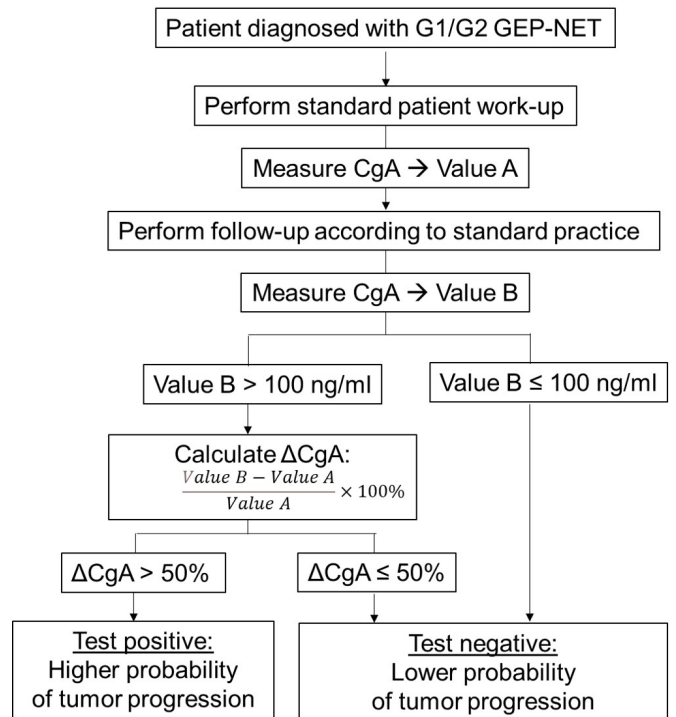 Patient diagnosed with G1/G2 GEP-NET
Perform standard patient work-up
Measure CgA → Value A
Perform follow-up according to standard practice
Measure CgA → Value B
Value B > 100 ng/ml
Value B ≤ 100 ng/ml
Calculate ΔCgA:
Value B − Value A
Value A
× 100%
ΔCgA > 50%
ΔCgA ≤ 50%
Test positive:
Higher probability
of tumor progression
Test negative:
Lower probability
of tumor progression